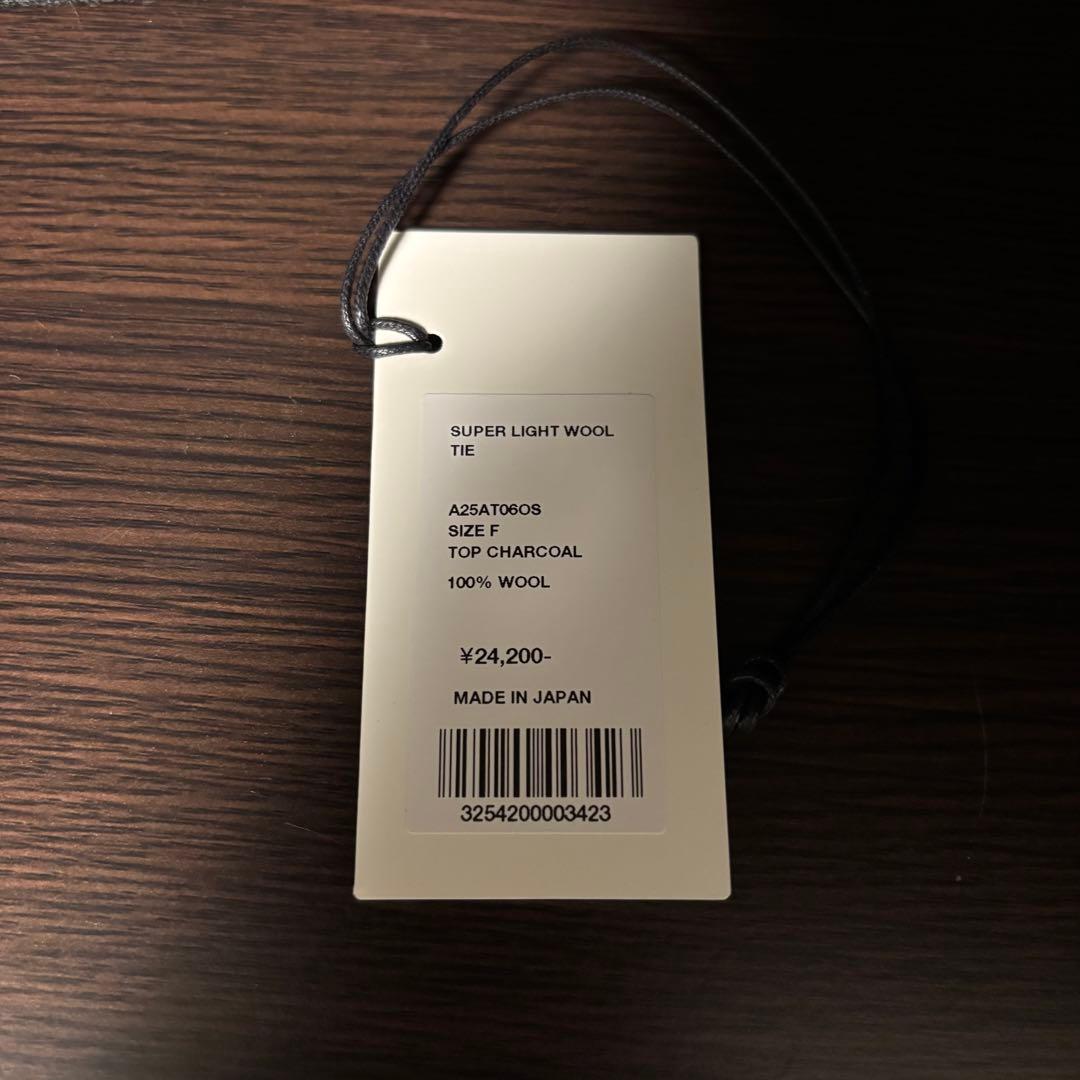 SUPER LIGHT WOOL
TIE
A25AT06OS
SIZE F
TOP CHARCOAL
100% WOOL
¥24,200-
MADE IN JAPAN
3254200003423